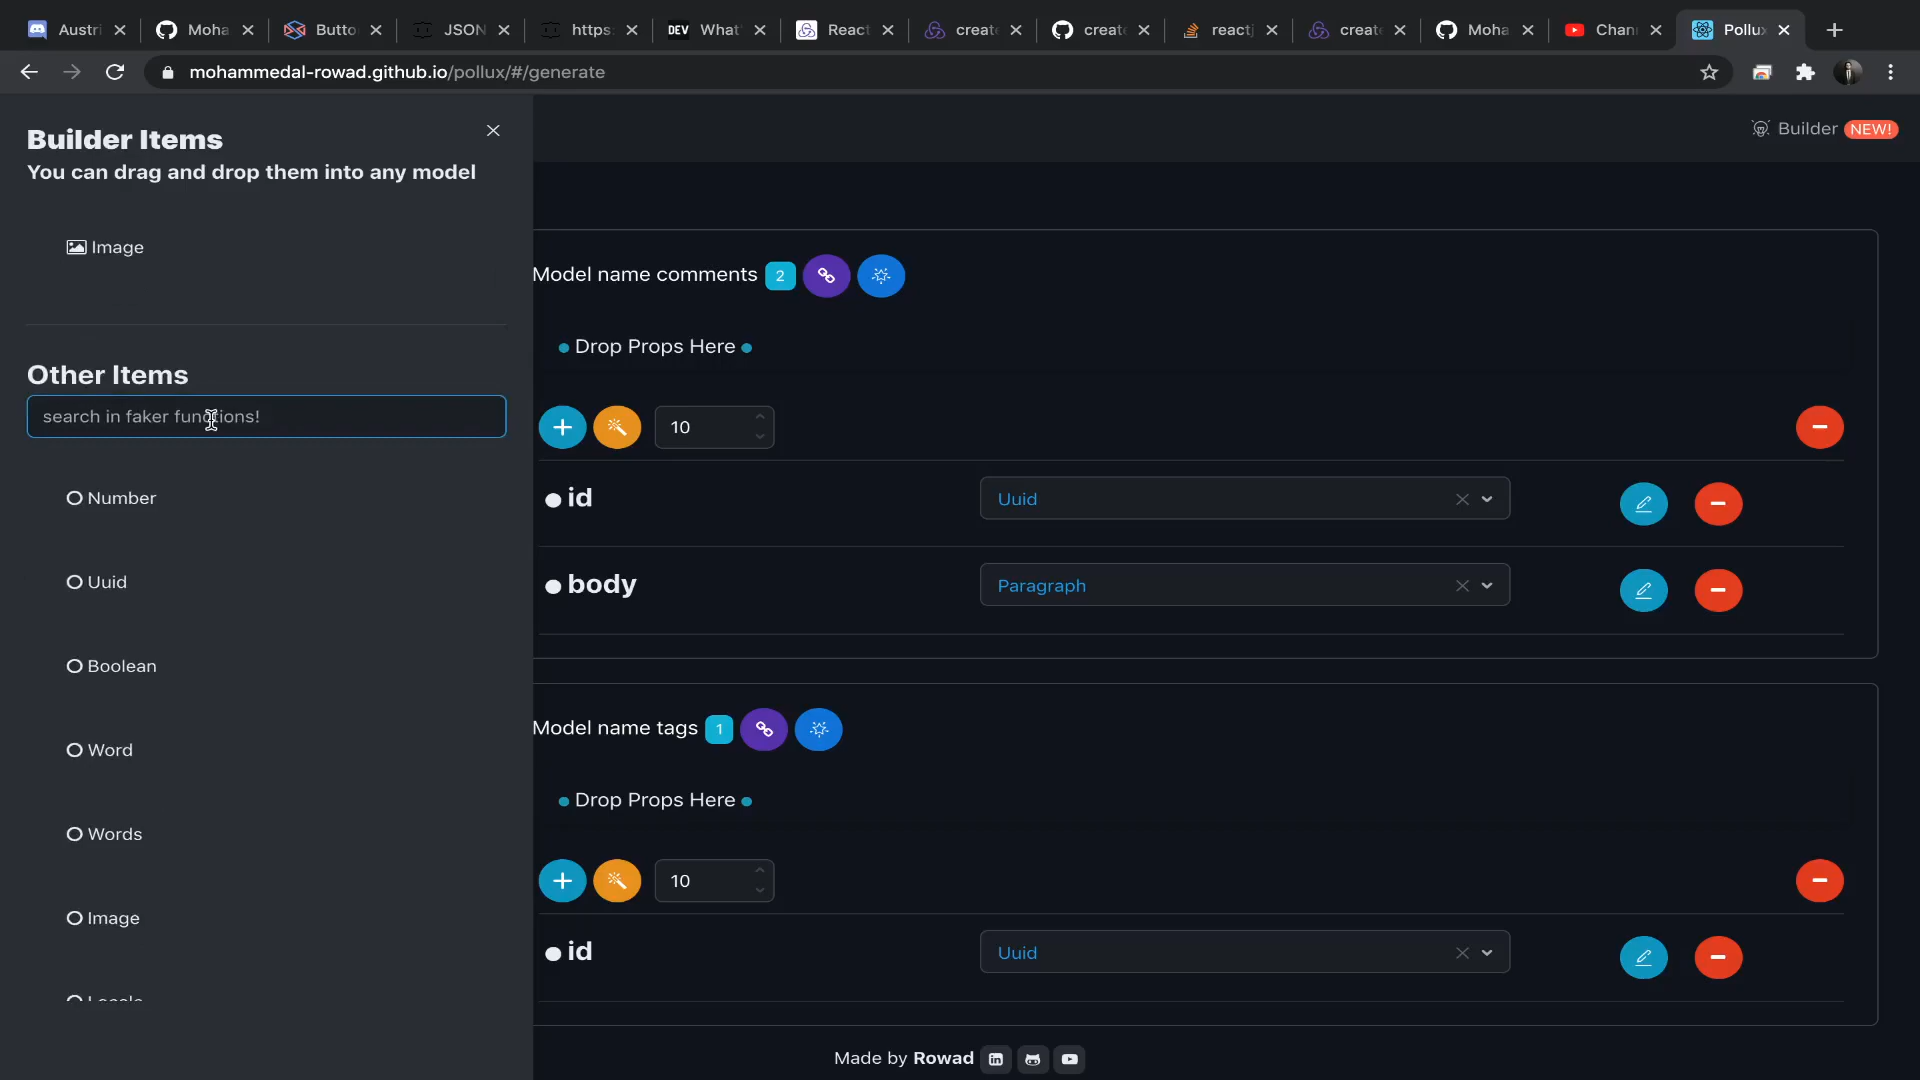 Austri
Moha
Butto
JSON
https:
DEV What'
React
create
create
reactj
create
Moha
Chan
Pollux
mohammedal-rowad.github.io/pollux/#/generate
Builder Items
You can drag and drop them into any model
Image
Other Items
search in faker functions!
Number
Uuid
Boolean
Word
Words
Image
Locale
Builder NEW!
Model name comments 2
Drop Props Here
10
id
Uuid
body
Paragraph
Model name tags 1
Drop Props Here
10
id
Uuid
Made by Rowad